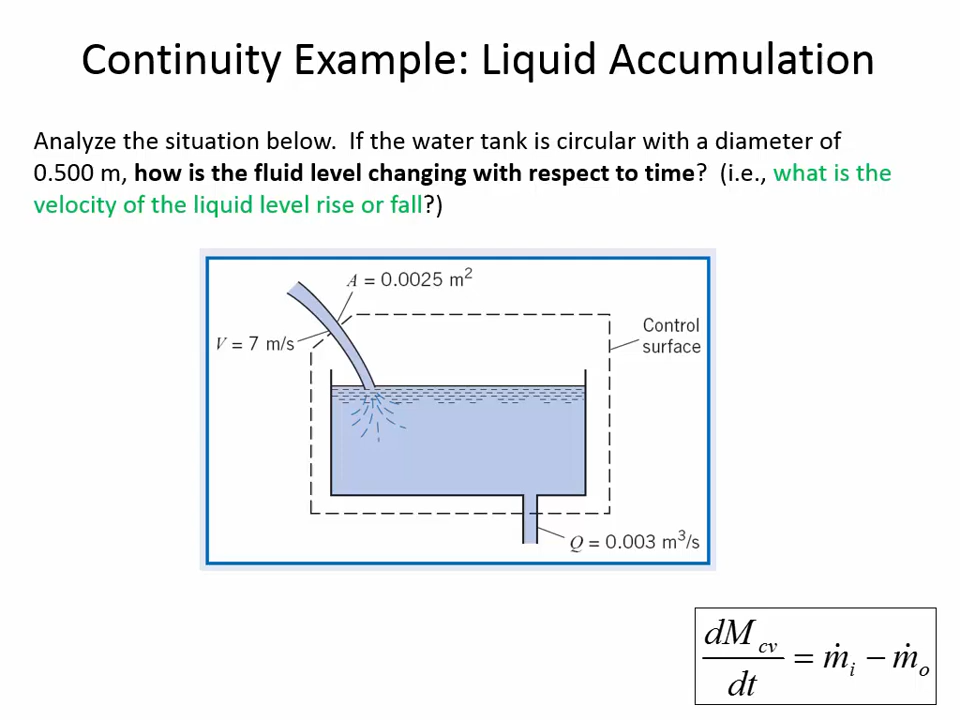 Continuity Example: Liquid Accumulation
Analyze the situation below.  If the water tank is circular with a diameter of
0.500 m, how is the fluid level changing with respect to time?  (i.e., what is the
velocity of the liquid level rise or fall?)
A = 0.0025 m²
V = 7 m/s
Control
surface
Q = 0.003 m³/s
dM_cv/dt = ṁ_i − ṁ_o